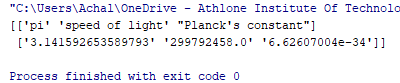 "C:\Users\Achal\OneDrive - Athlone Institute Of Technolo
[['pi' 'speed of light' "Planck's constant"]
['3.141592653589793' '299792458.0' '6.62607004e-34']]
Process finished with exit code 0